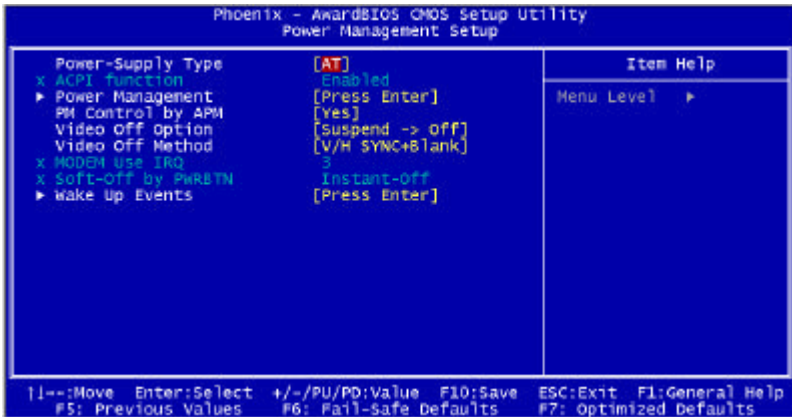 Phoenix - AwardBIOS CMOS Setup Utility
Power Management Setup
Power-Supply Type [AT]
x ACPI function Enabled
► Power Management [Press Enter]
PM Control by APM [Yes]
Video Off Option [Suspend -> Off]
Video Off Method [V/H SYNC+Blank]
x MODEM Use IRQ 3
x Soft-Off by PWRBTN Instant-Off
► Wake Up Events [Press Enter]
Item Help
Menu Level ►
↑↓→←:Move Enter:Select +/-/PU/PD:Value F10:Save ESC:Exit F1:General Help
F5: Previous Values F6: Fail-Safe Defaults F7: Optimized Defaults